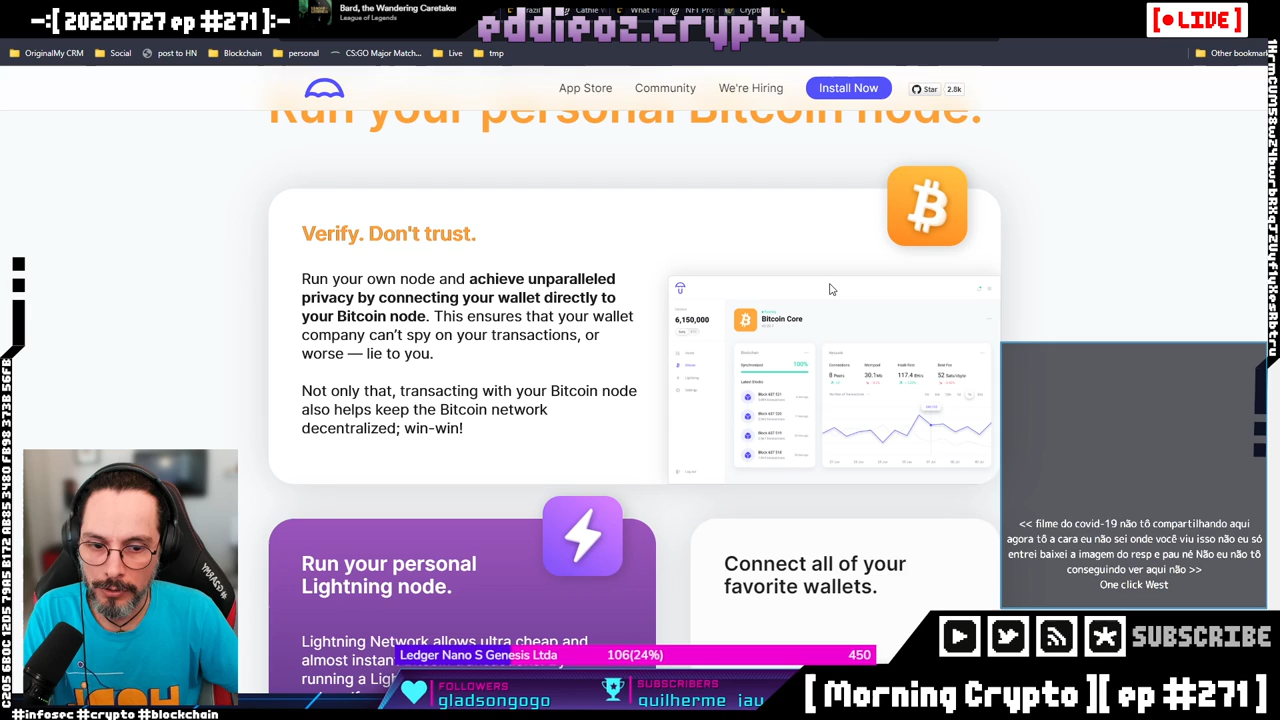 -:[ 20220727 ep #271 ]:-
Bard, the Wandering Caretaker
League of Legends
eddieoz.crypto
[ • LIVE ]
OriginalMy CRM
Social
post to HN
Blockchain
personal
CS:GO Major Match...
Live
tmp
Other bookmar
App Store
Community
We're Hiring
Install Now
Star
2.8k
Run your personal Bitcoin node.
Verify. Don't trust.
Run your own node and achieve unparalleled
privacy by connecting your wallet directly to
your Bitcoin node. This ensures that your wallet
company can't spy on your transactions, or
worse — lie to you.
Not only that, transacting with your Bitcoin node
also helps keep the Bitcoin network
decentralized; win-win!
6,150,000
Bitcoin Core
100%
Run your personal
Lightning node.
Lightning Network allows ultra cheap and
almost instan
running a Ligh
Connect all of your
favorite wallets.
<< filme do covid-19 não tô compartilhando aqui
agora tô a cara eu não sei onde você viu isso não eu só
entrei baixei a imagem do resp e pau né Não eu não tô
conseguindo ver aqui não >>
One click West
Ledger Nano S Genesis Ltda
106(24%)
450
FOLLOWERS
gladsongogo
SUBSCRIBERS
guilherme_jau
SUBSCRIBE
[ Morning Crypto ][ ep #271 ]
#infosec #crypto #blockchain